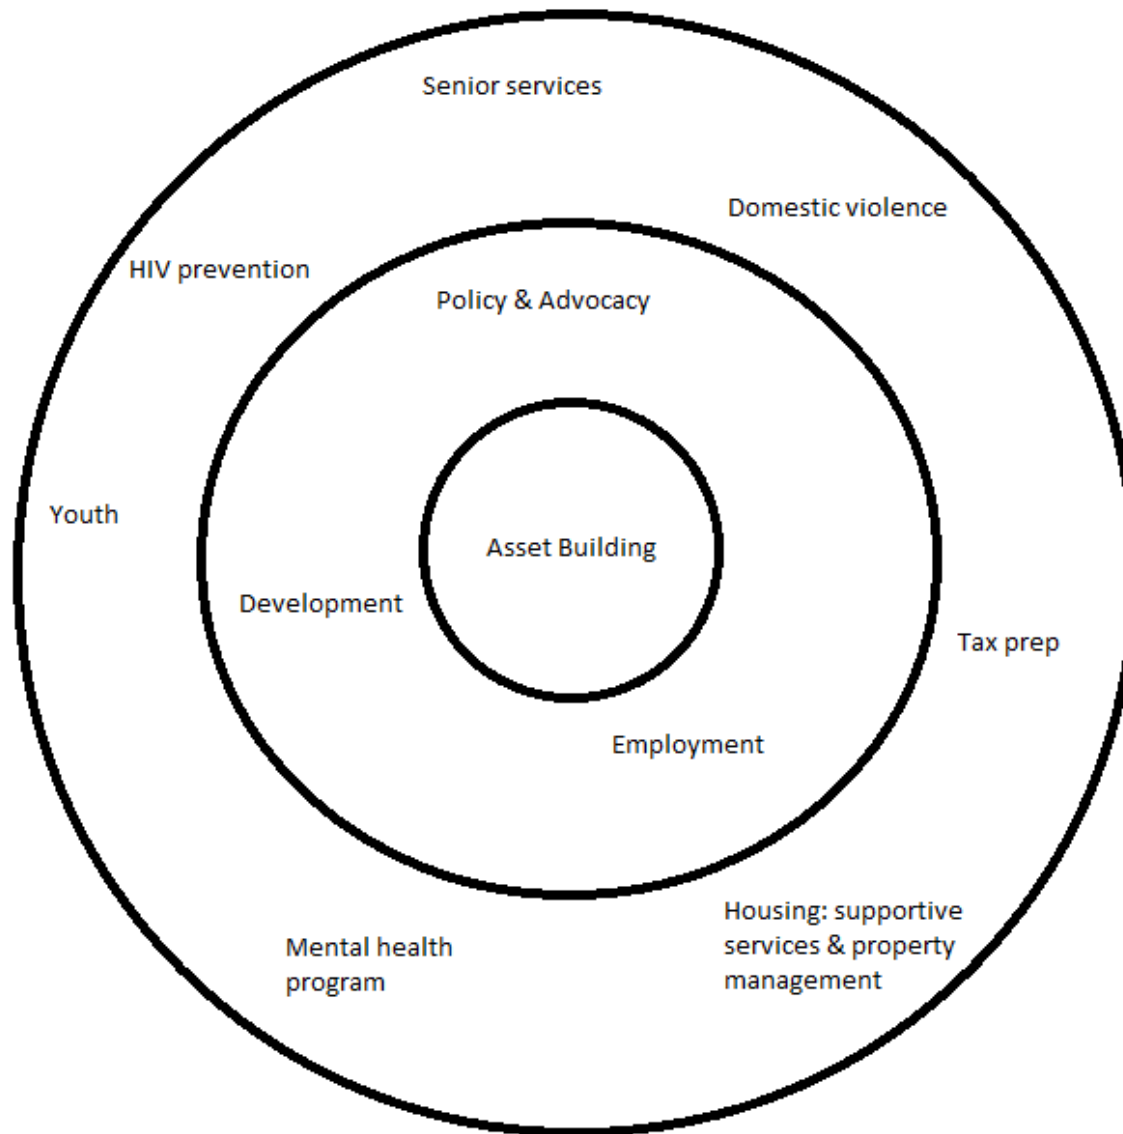 Senior services
Domestic violence
HIV prevention
Policy & Advocacy
Youth
Asset Building
Development
Tax prep
Employment
Housing: supportive
services & property
management
Mental health
program